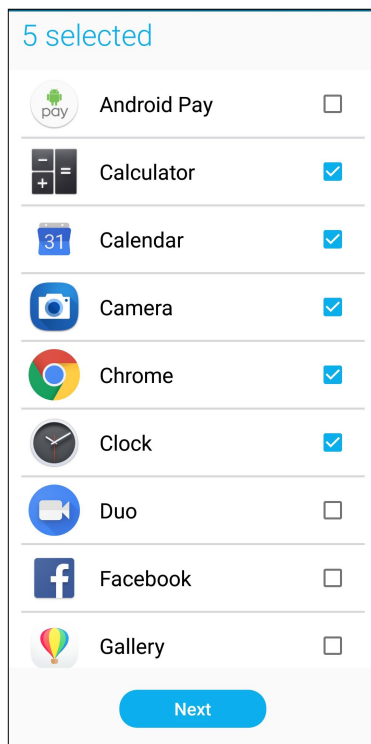 5 selected
pay
Android Pay
Calculator
31
Calendar
Camera
Chrome
Clock
Duo
f
Facebook
Gallery
Next